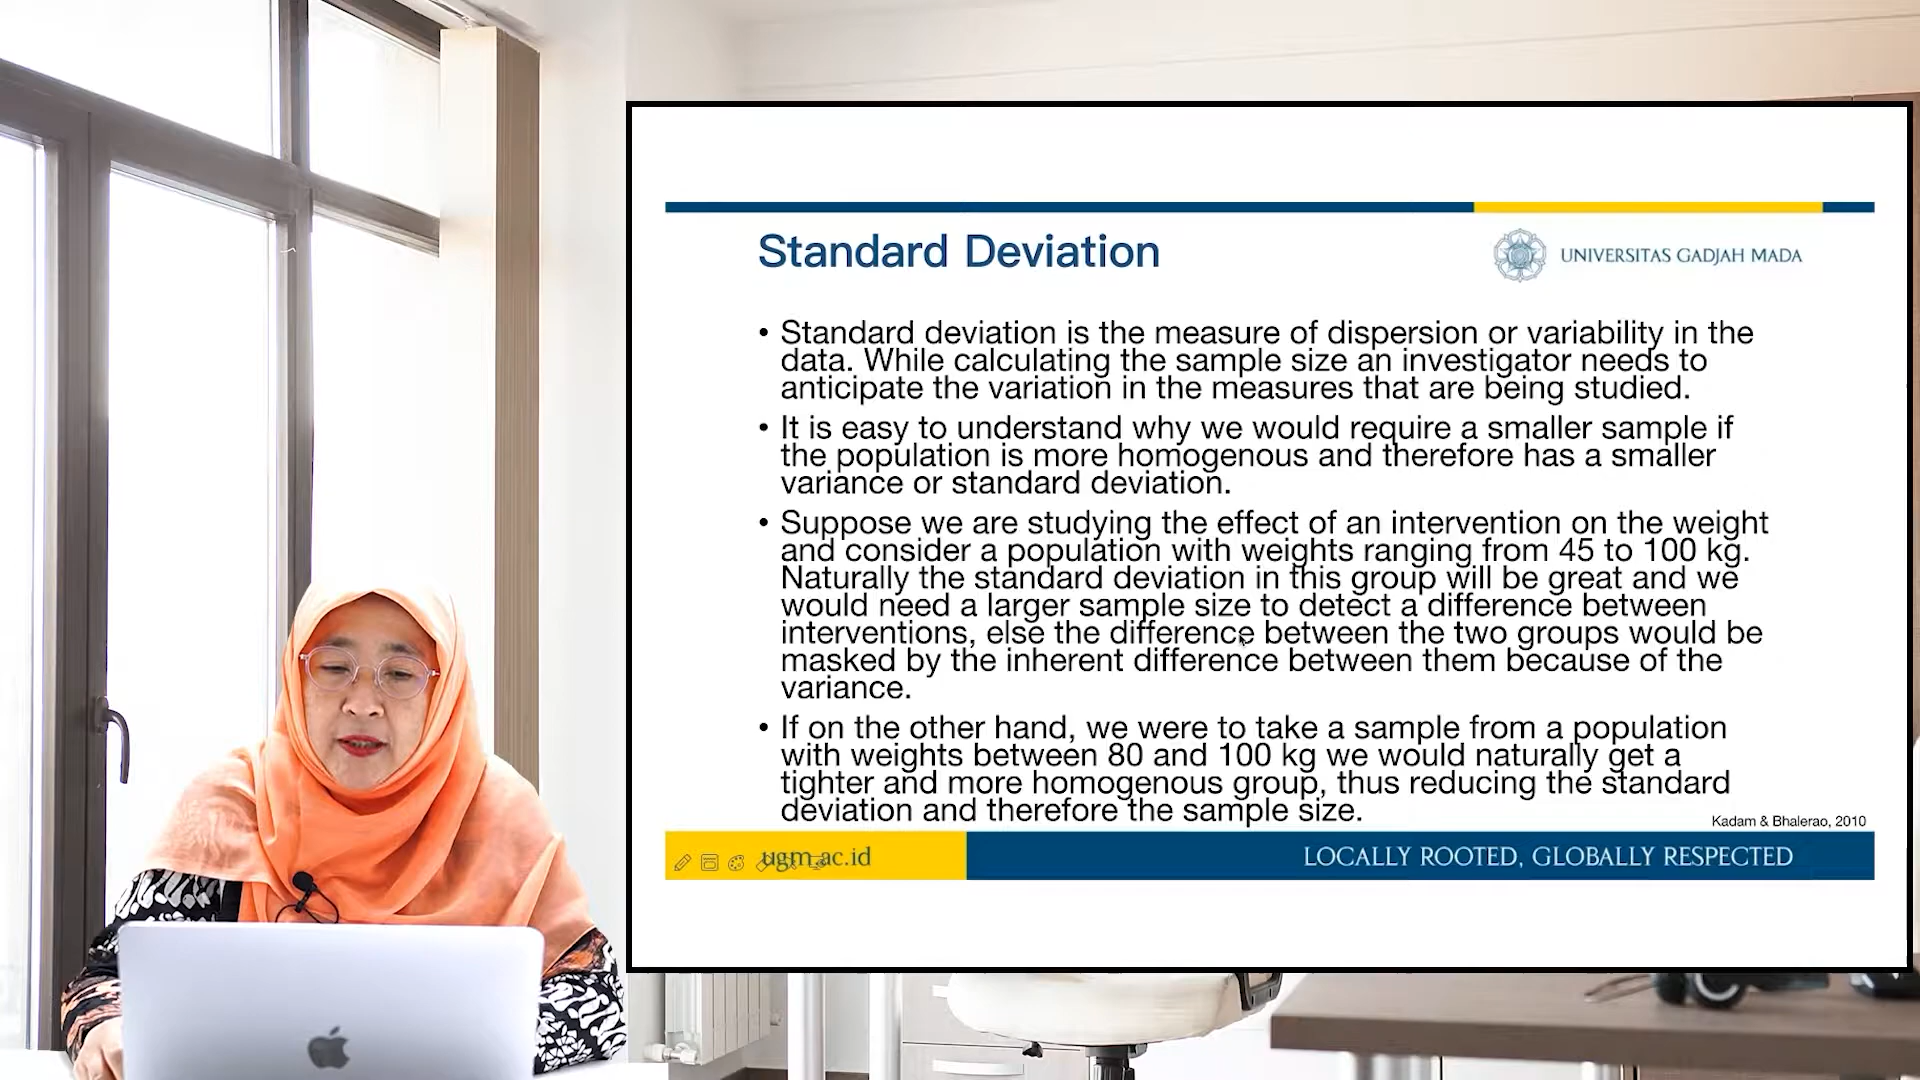 Standard Deviation
UNIVERSITAS GADJAH MADA
• Standard deviation is the measure of dispersion or variability in the
data. While calculating the sample size an investigator needs to
anticipate the variation in the measures that are being studied.
• It is easy to understand why we would require a smaller sample if
the population is more homogenous and therefore has a smaller
variance or standard deviation.
• Suppose we are studying the effect of an intervention on the weight
and consider a population with weights ranging from 45 to 100 kg.
Naturally the standard deviation in this group will be great and we
would need a larger sample size to detect a difference between
interventions, else the difference between the two groups would be
masked by the inherent difference between them because of the
variance.
• If on the other hand, we were to take a sample from a population
with weights between 80 and 100 kg we would naturally get a
tighter and more homogenous group, thus reducing the standard
deviation and therefore the sample size.
Kadam & Bhalerao, 2010
ugm.ac.id
LOCALLY ROOTED, GLOBALLY RESPECTED